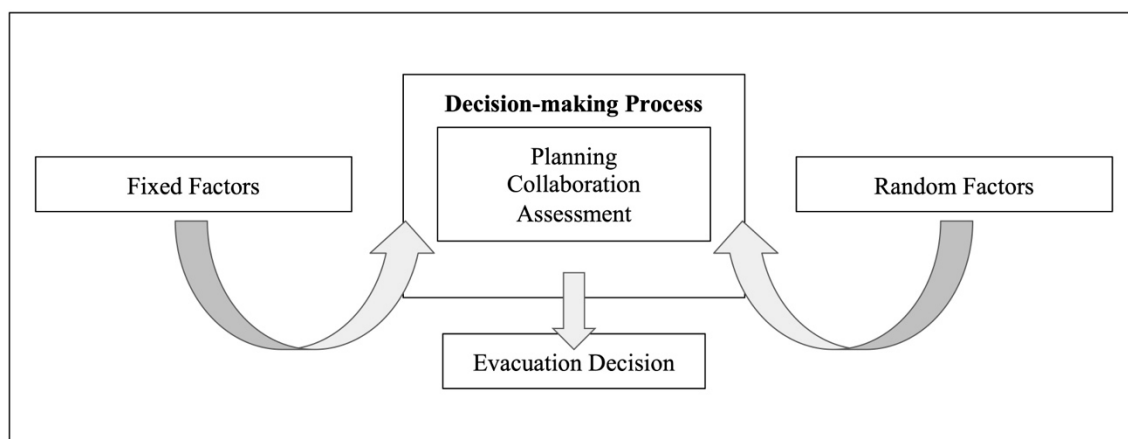 Decision-making Process
Planning
Collaboration
Assessment
Fixed Factors
Random Factors
Evacuation Decision